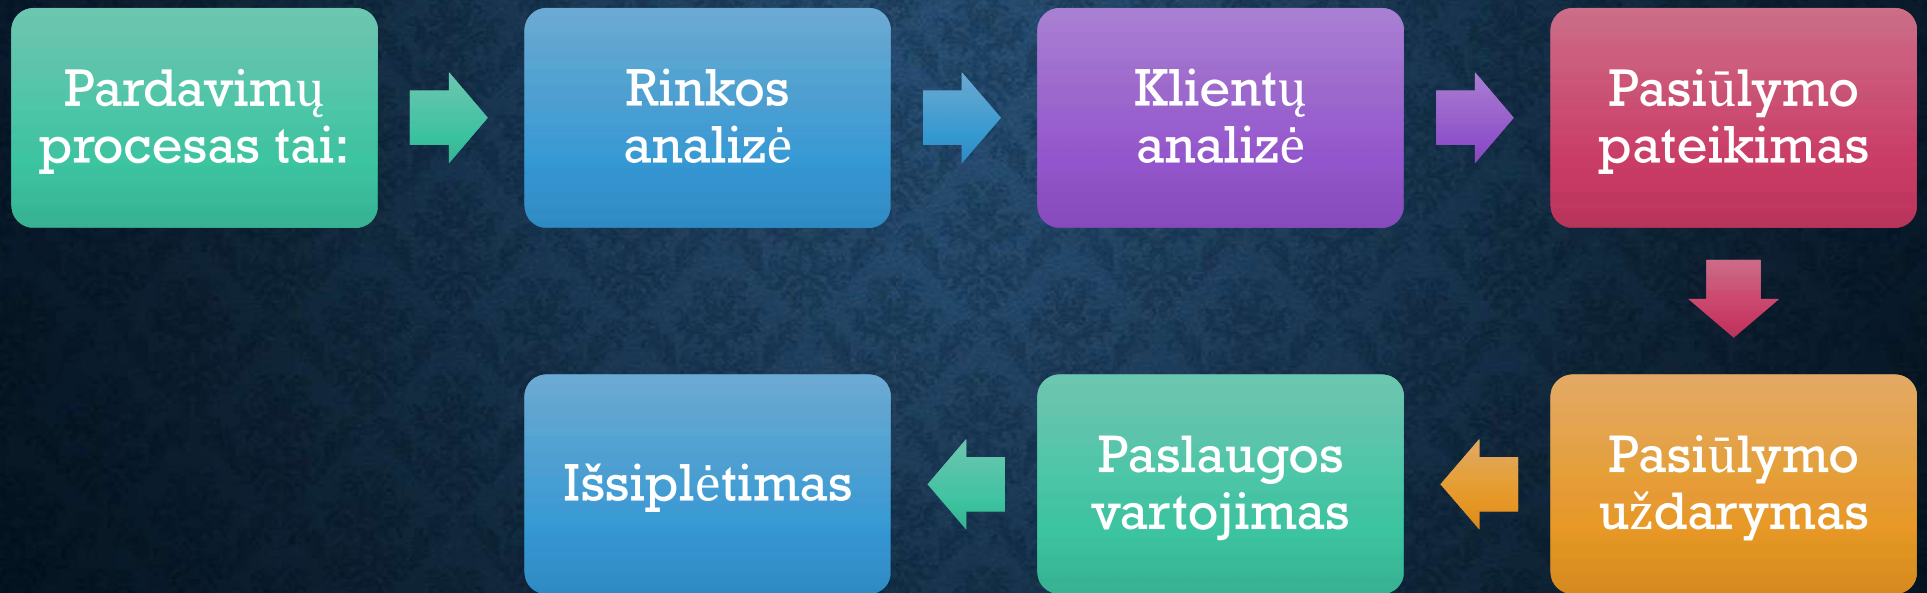 Pardavimų
procesas tai:
Rinkos
analizė
Klientų
analizė
Pasiūlymo
pateikimas
Pasiūlymo
uždarymas
Paslaugos
vartojimas
Išsiplėtimas